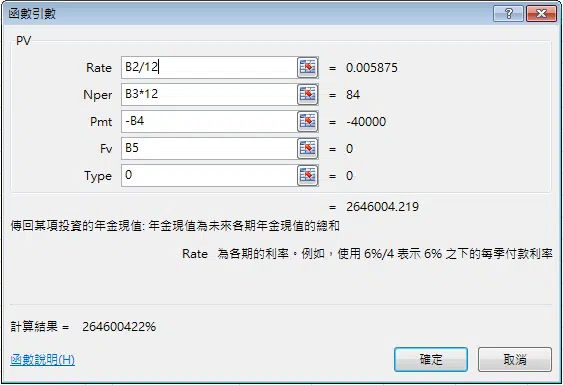 函數引數
PV
Rate B2/12 = 0.005875
Nper B3*12 = 84
Pmt -B4 = -40000
Fv B5 = 0
Type 0 = 0
= 2646004.219
傳回某項投資的年金現值: 年金現值為未來各期年金現值的總和
Rate 為各期的利率。例如，使用 6%/4 表示 6% 之下的每季付款利率
計算結果 = 264600422%
函數說明(H)
確定
取消